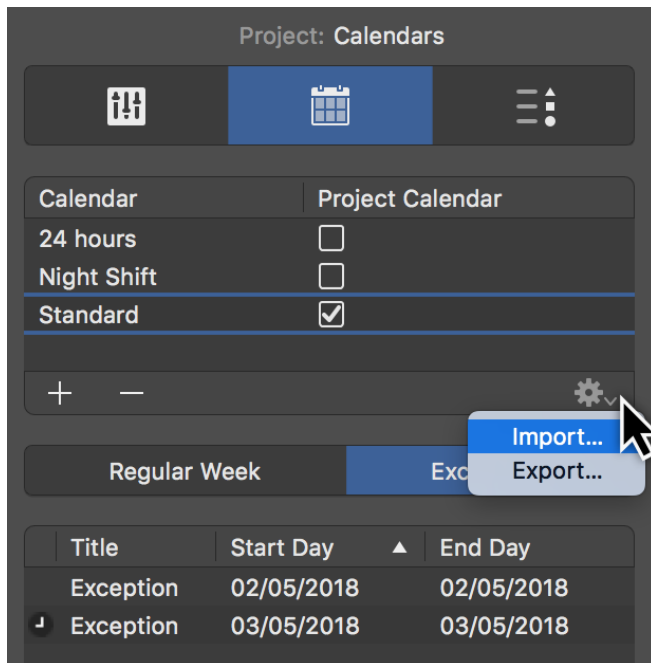 Project: Calendars
Calendar Project Calendar
24 hours
Night Shift
Standard
Import...
Regular Week Exc Export...
Title Start Day End Day
Exception 02/05/2018 02/05/2018
Exception 03/05/2018 03/05/2018